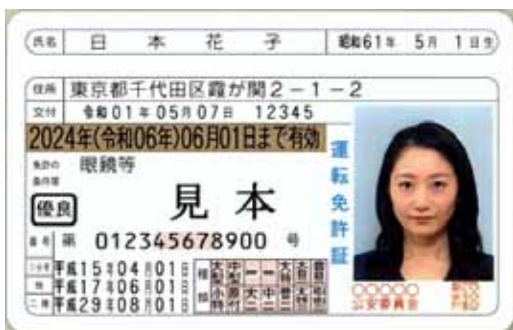 氏名 日本花子 昭和61年5月1日生
住所 東京都千代田区霞が関2-1-2
交付 令和01年05月07日 12345
2024年(令和06年)06月01日まで有効
免許の条件等 眼鏡等
見本
優良
番号 第 012345678900 号
平成15年04月01日
他 平成17年06月01日
二種 平成29年08月01日
種類
運転免許証
公安委員会